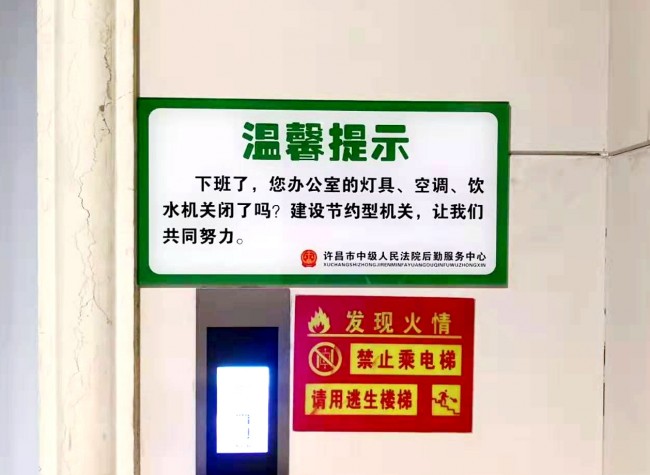 温馨提示
下班了，您办公室的灯具、空调、饮
水机关闭了吗？建设节约型机关，让我们
共同努力。
许昌市中级人民法院后勤服务中心
发现火情
禁止乘电梯
请用逃生楼梯